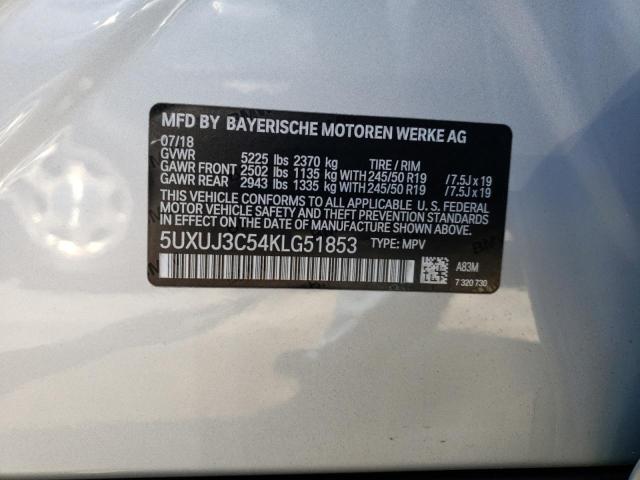 MFD BY BAYERISCHE MOTOREN WERKE AG
07/18
GVWR 5225 lbs 2370 kg TIRE / RIM
GAWR FRONT 2502 lbs 1135 kg WITH 245/50 R19 /7.5J x 19
GAWR REAR 2943 lbs 1335 kg WITH 245/50 R19 /7.5J x 19
THIS VEHICLE CONFORMS TO ALL APPLICABLE U.S. FEDERAL
MOTOR VEHICLE SAFETY, BUMPER, AND THEFT PREVENTION
STANDARDS IN EFFECT ON THE DATE OF MANUFACTURE
SHOWN ABOVE.
5UXUJ3C54KLG51853 TYPE: MPV
A83M
7 320 730